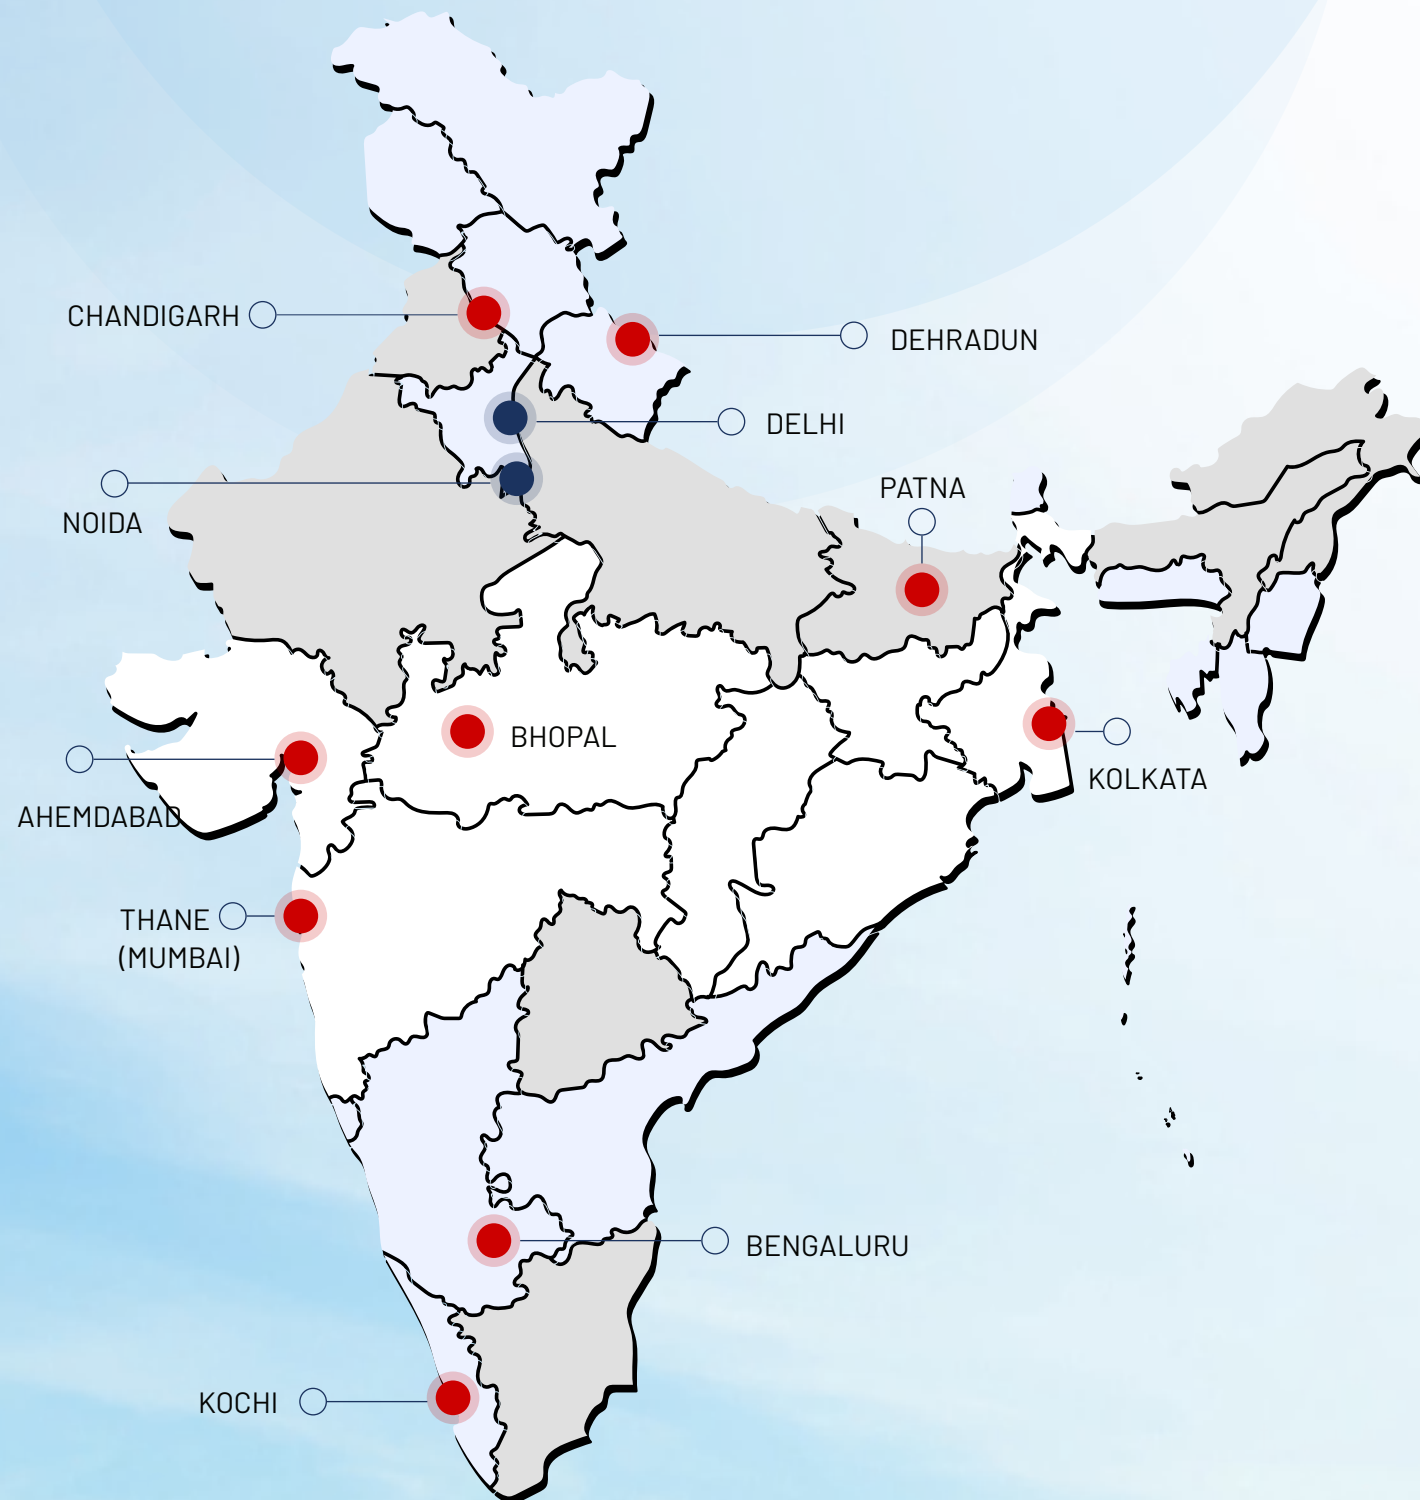 CHANDIGARH
DEHRADUN
DELHI
PATNA
NOIDA
BHOPAL
KOLKATA
AHEMDABAD
THANE
(MUMBAI)
BENGALURU
KOCHI